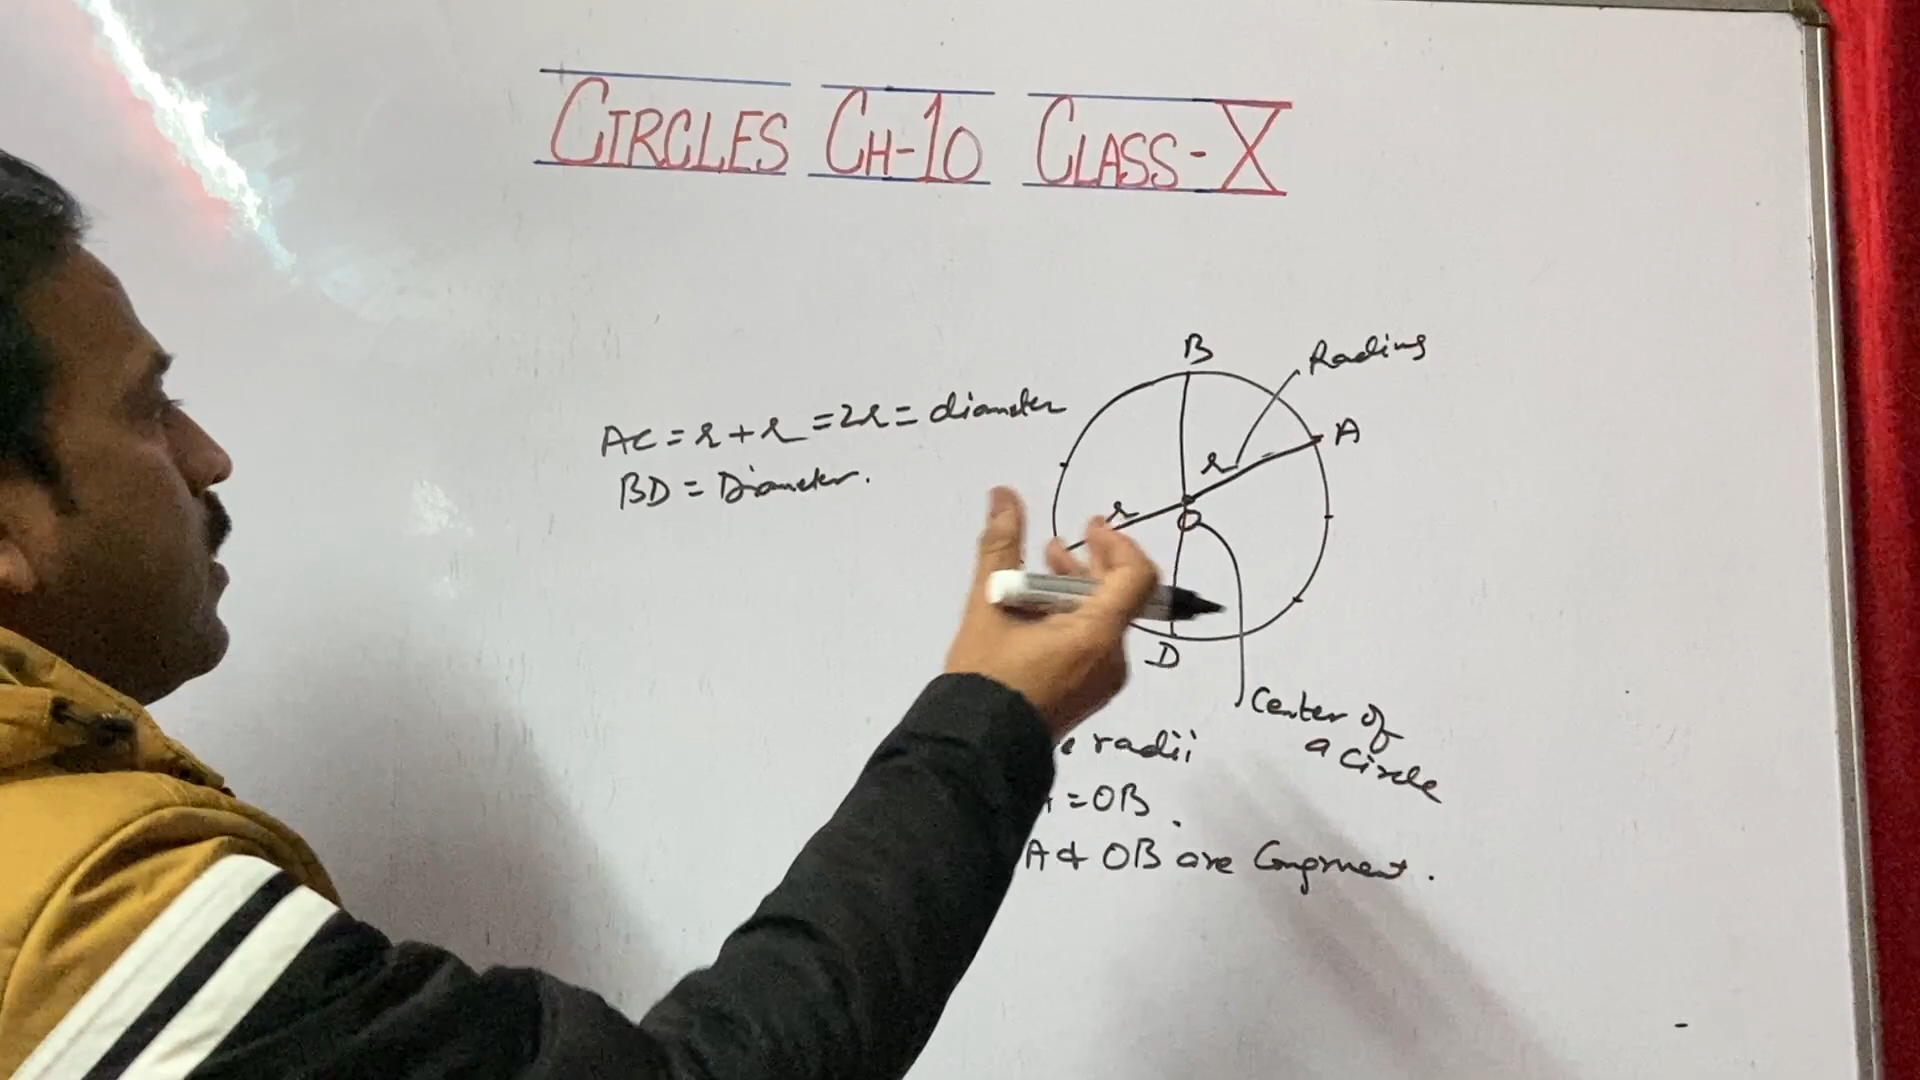 CIRCLES CH-10 CLASS-X
AC = r + r = 2r = diameter
BD = Diameter.
B
Radius
A
r
r
O
D
Center of
a Circle
radii
= OB.
A & OB are Congruent.